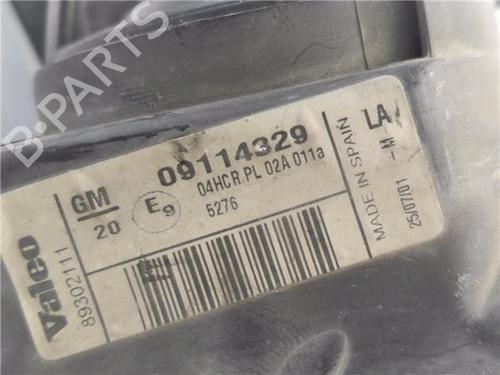 B-PARTS
Valeo
89302111
GM
20
E9
09114329
04HCR PL 02A 011a
5276
MADE IN SPAIN
LA
25/07/01 - M